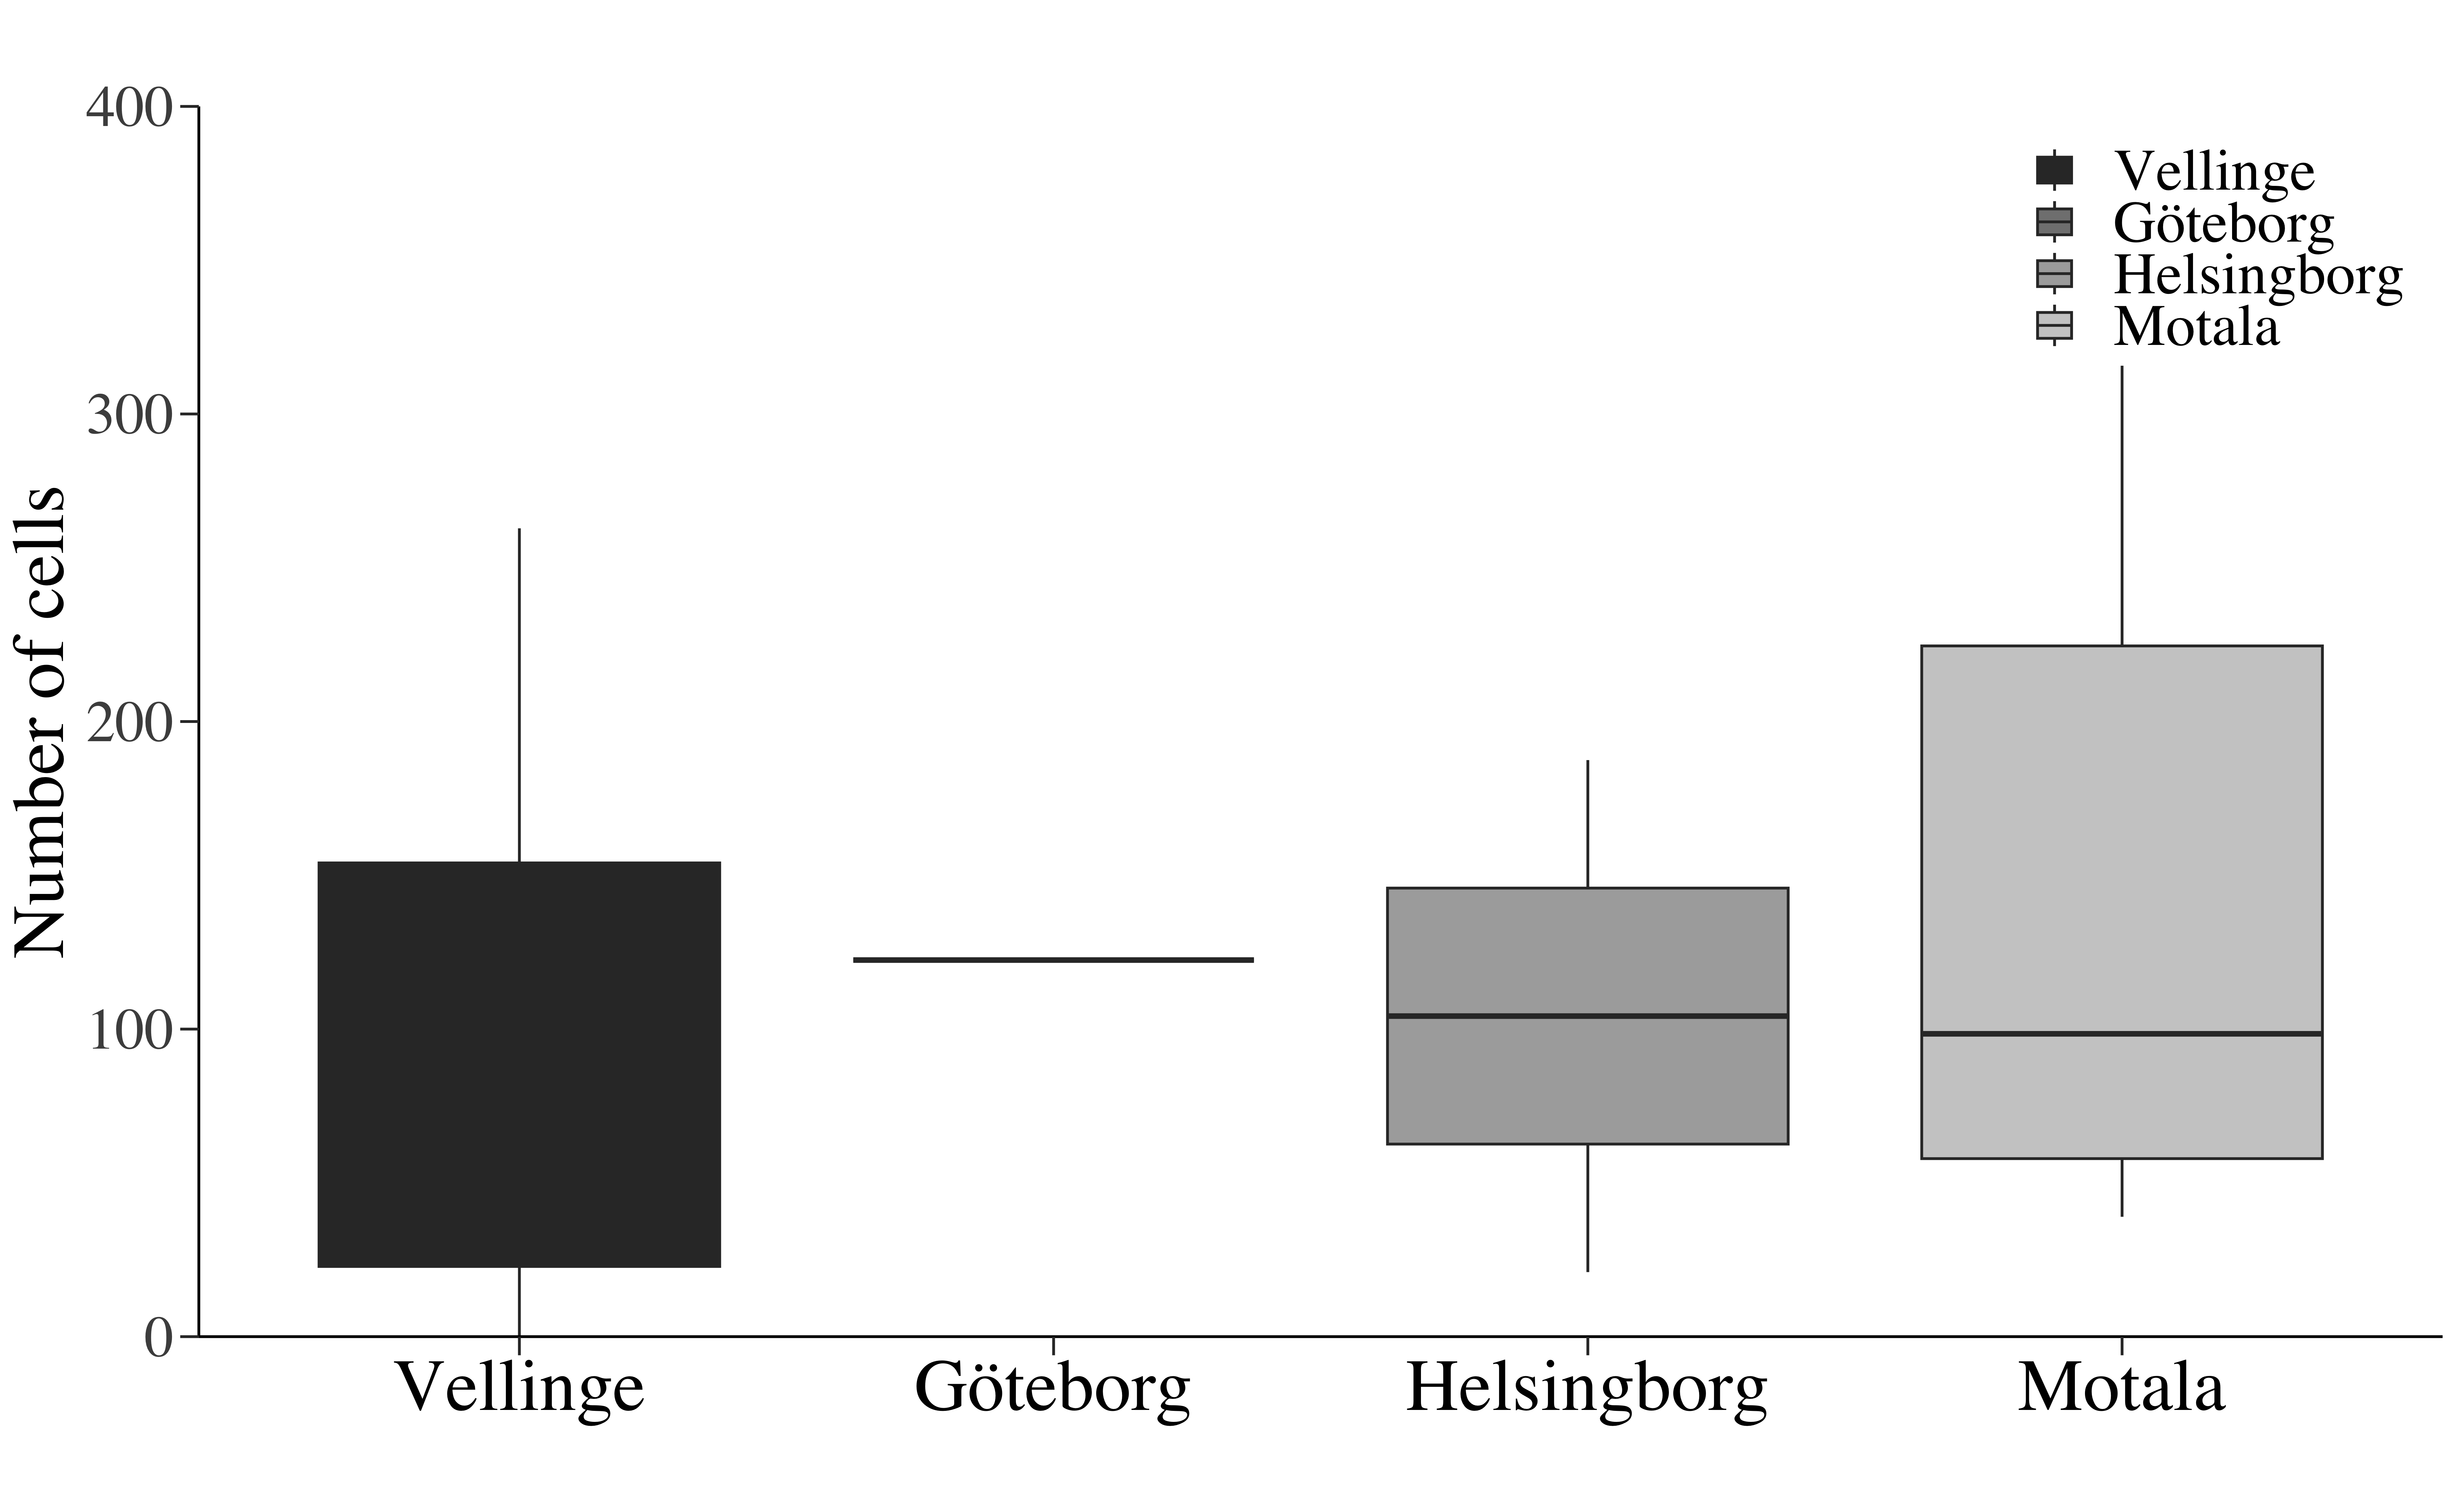 400
300
200
100
0
Number of cells
Vellinge
Göteborg
Helsingborg
Motala
Vellinge
Göteborg
Helsingborg
Motala